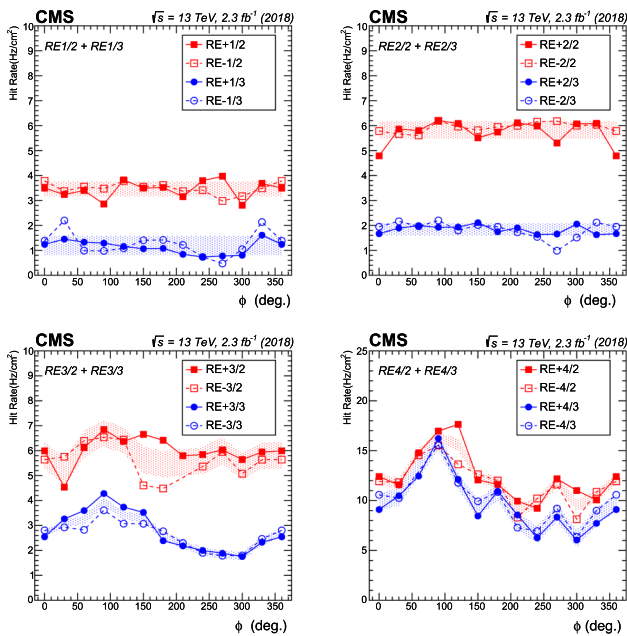 CMS √s = 13 TeV, 2.3 fb⁻¹ (2018)
RE1/2 + RE1/3
RE+1/2
RE-1/2
RE+1/3
RE-1/3
Hit Rate(Hz/cm²)
10
9
8
7
6
5
4
3
2
1
0
0 50 100 150 200 250 300 350
ϕ (deg.)
CMS √s = 13 TeV, 2.3 fb⁻¹ (2018)
RE2/2 + RE2/3
RE+2/2
RE-2/2
RE+2/3
RE-2/3
Hit Rate(Hz/cm²)
10
9
8
7
6
5
4
3
2
1
0
0 50 100 150 200 250 300 350
ϕ (deg.)
CMS √s = 13 TeV, 2.3 fb⁻¹ (2018)
RE3/2 + RE3/3
RE+3/2
RE-3/2
RE+3/3
RE-3/3
Hit Rate(Hz/cm²)
10
9
8
7
6
5
4
3
2
1
0
0 50 100 150 200 250 300 350
ϕ (deg.)
CMS √s = 13 TeV, 2.3 fb⁻¹ (2018)
RE4/2 + RE4/3
RE+4/2
RE-4/2
RE+4/3
RE-4/3
Hit Rate(Hz/cm²)
25
20
15
10
5
0
0 50 100 150 200 250 300 350
ϕ (deg.)